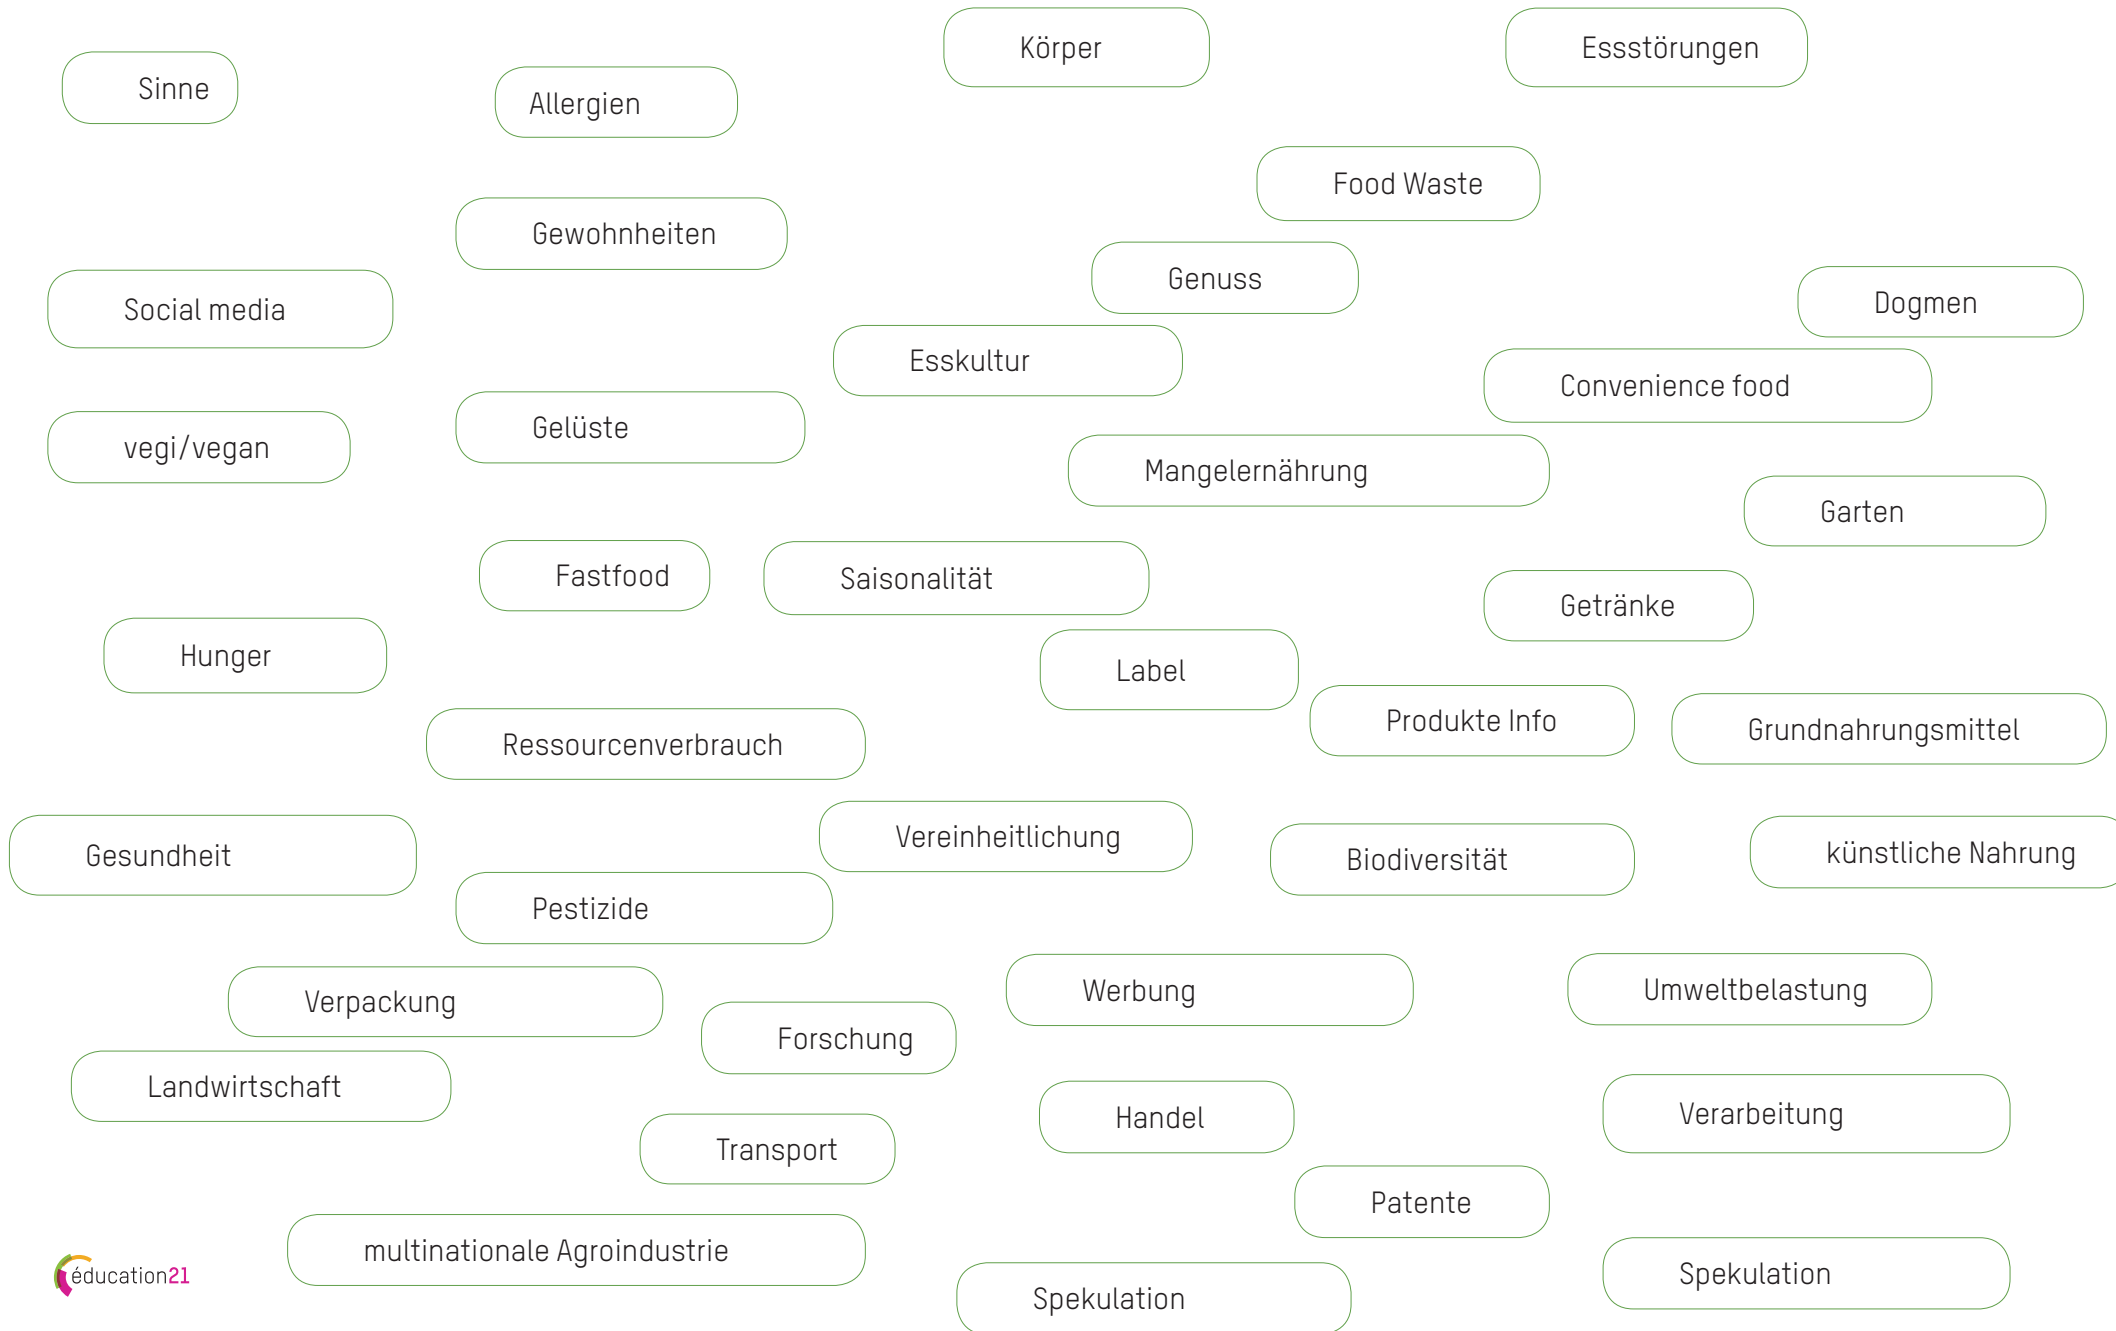 Körper
Essstörungen
Sinne
Allergien
Food Waste
Gewohnheiten
Genuss
Social media
Dogmen
Esskultur
Convenience food
Gelüste
vegi/vegan
Mangelernährung
Garten
Fastfood
Saisonalität
Getränke
Hunger
Label
Produkte Info
Grundnahrungsmittel
Ressourcenverbrauch
Vereinheitlichung
Gesundheit
Biodiversität
künstliche Nahrung
Pestizide
Verpackung
Werbung
Umweltbelastung
Forschung
Landwirtschaft
Handel
Verarbeitung
Transport
Patente
multinationale Agroindustrie
éducation21
Spekulation
Spekulation